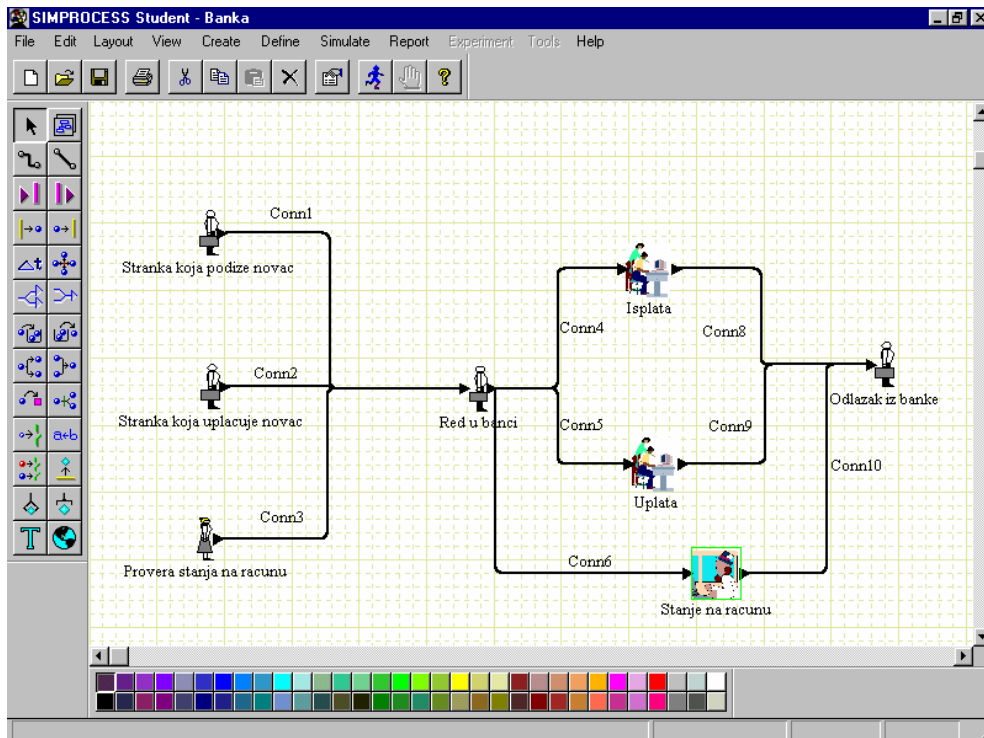 SIMPROCESS Student - Banka
File Edit Layout View Create Define Simulate Report Experiment Tools Help
Conn1
Stranka koja podize novac
Isplata
Conn4
Conn8
Conn2
Stranka koja uplacuje novac
Red u banci
Odlazak iz banke
Conn5
Conn9
Conn10
Uplata
Conn3
Provera stanja na racunu
Conn6
Stanje na racunu
Δt
a←b
T